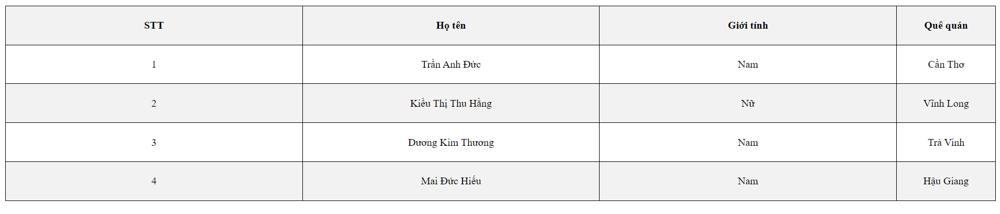 STT Họ tên Giới tính Quê quán
1 Trần Anh Đức Nam Cần Thơ
2 Kiều Thị Thu Hằng Nữ Vĩnh Long
3 Dương Kim Thương Nam Trà Vinh
4 Mai Đức Hiếu Nam Hậu Giang